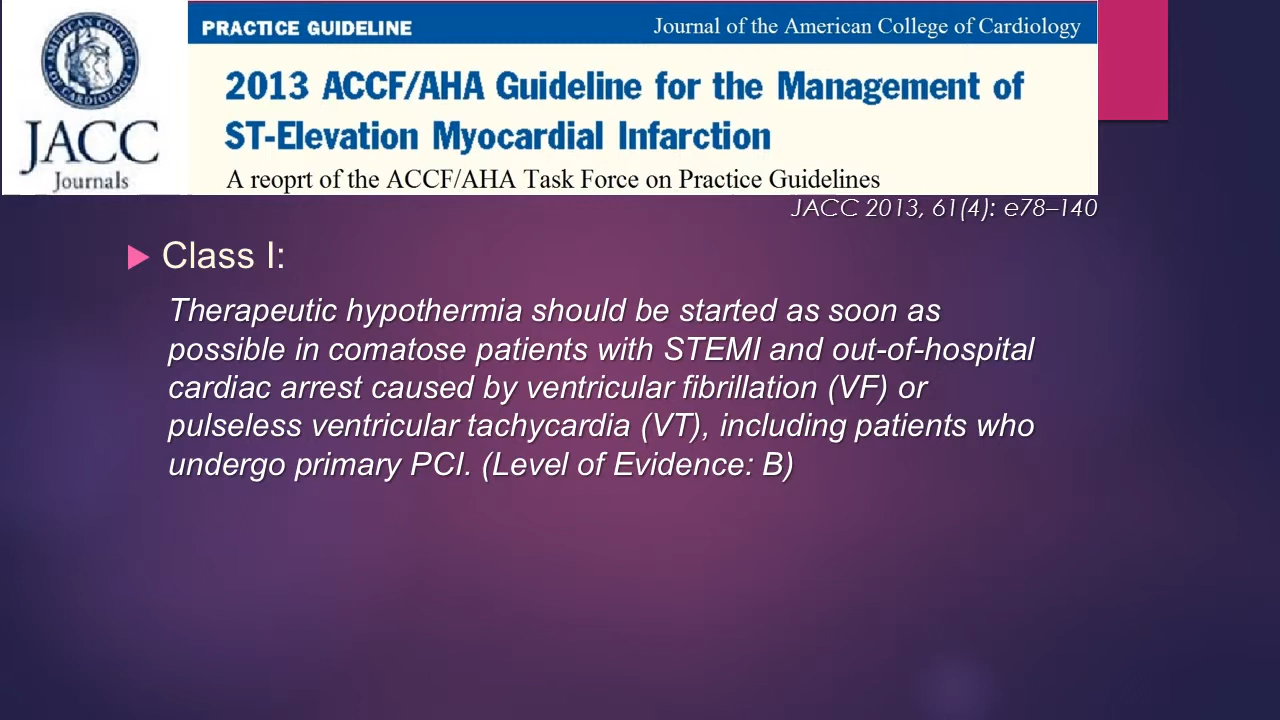 PRACTICE GUIDELINE
Journal of the American College of Cardiology
AMERICAN COLLEGE OF CARDIOLOGY
JACC
Journals
2013 ACCF/AHA Guideline for the Management of
ST-Elevation Myocardial Infarction
A reoprt of the ACCF/AHA Task Force on Practice Guidelines
JACC 2013, 61(4): e78–140
Class I:
Therapeutic hypothermia should be started as soon as
possible in comatose patients with STEMI and out-of-hospital
cardiac arrest caused by ventricular fibrillation (VF) or
pulseless ventricular tachycardia (VT), including patients who
undergo primary PCI. (Level of Evidence: B)